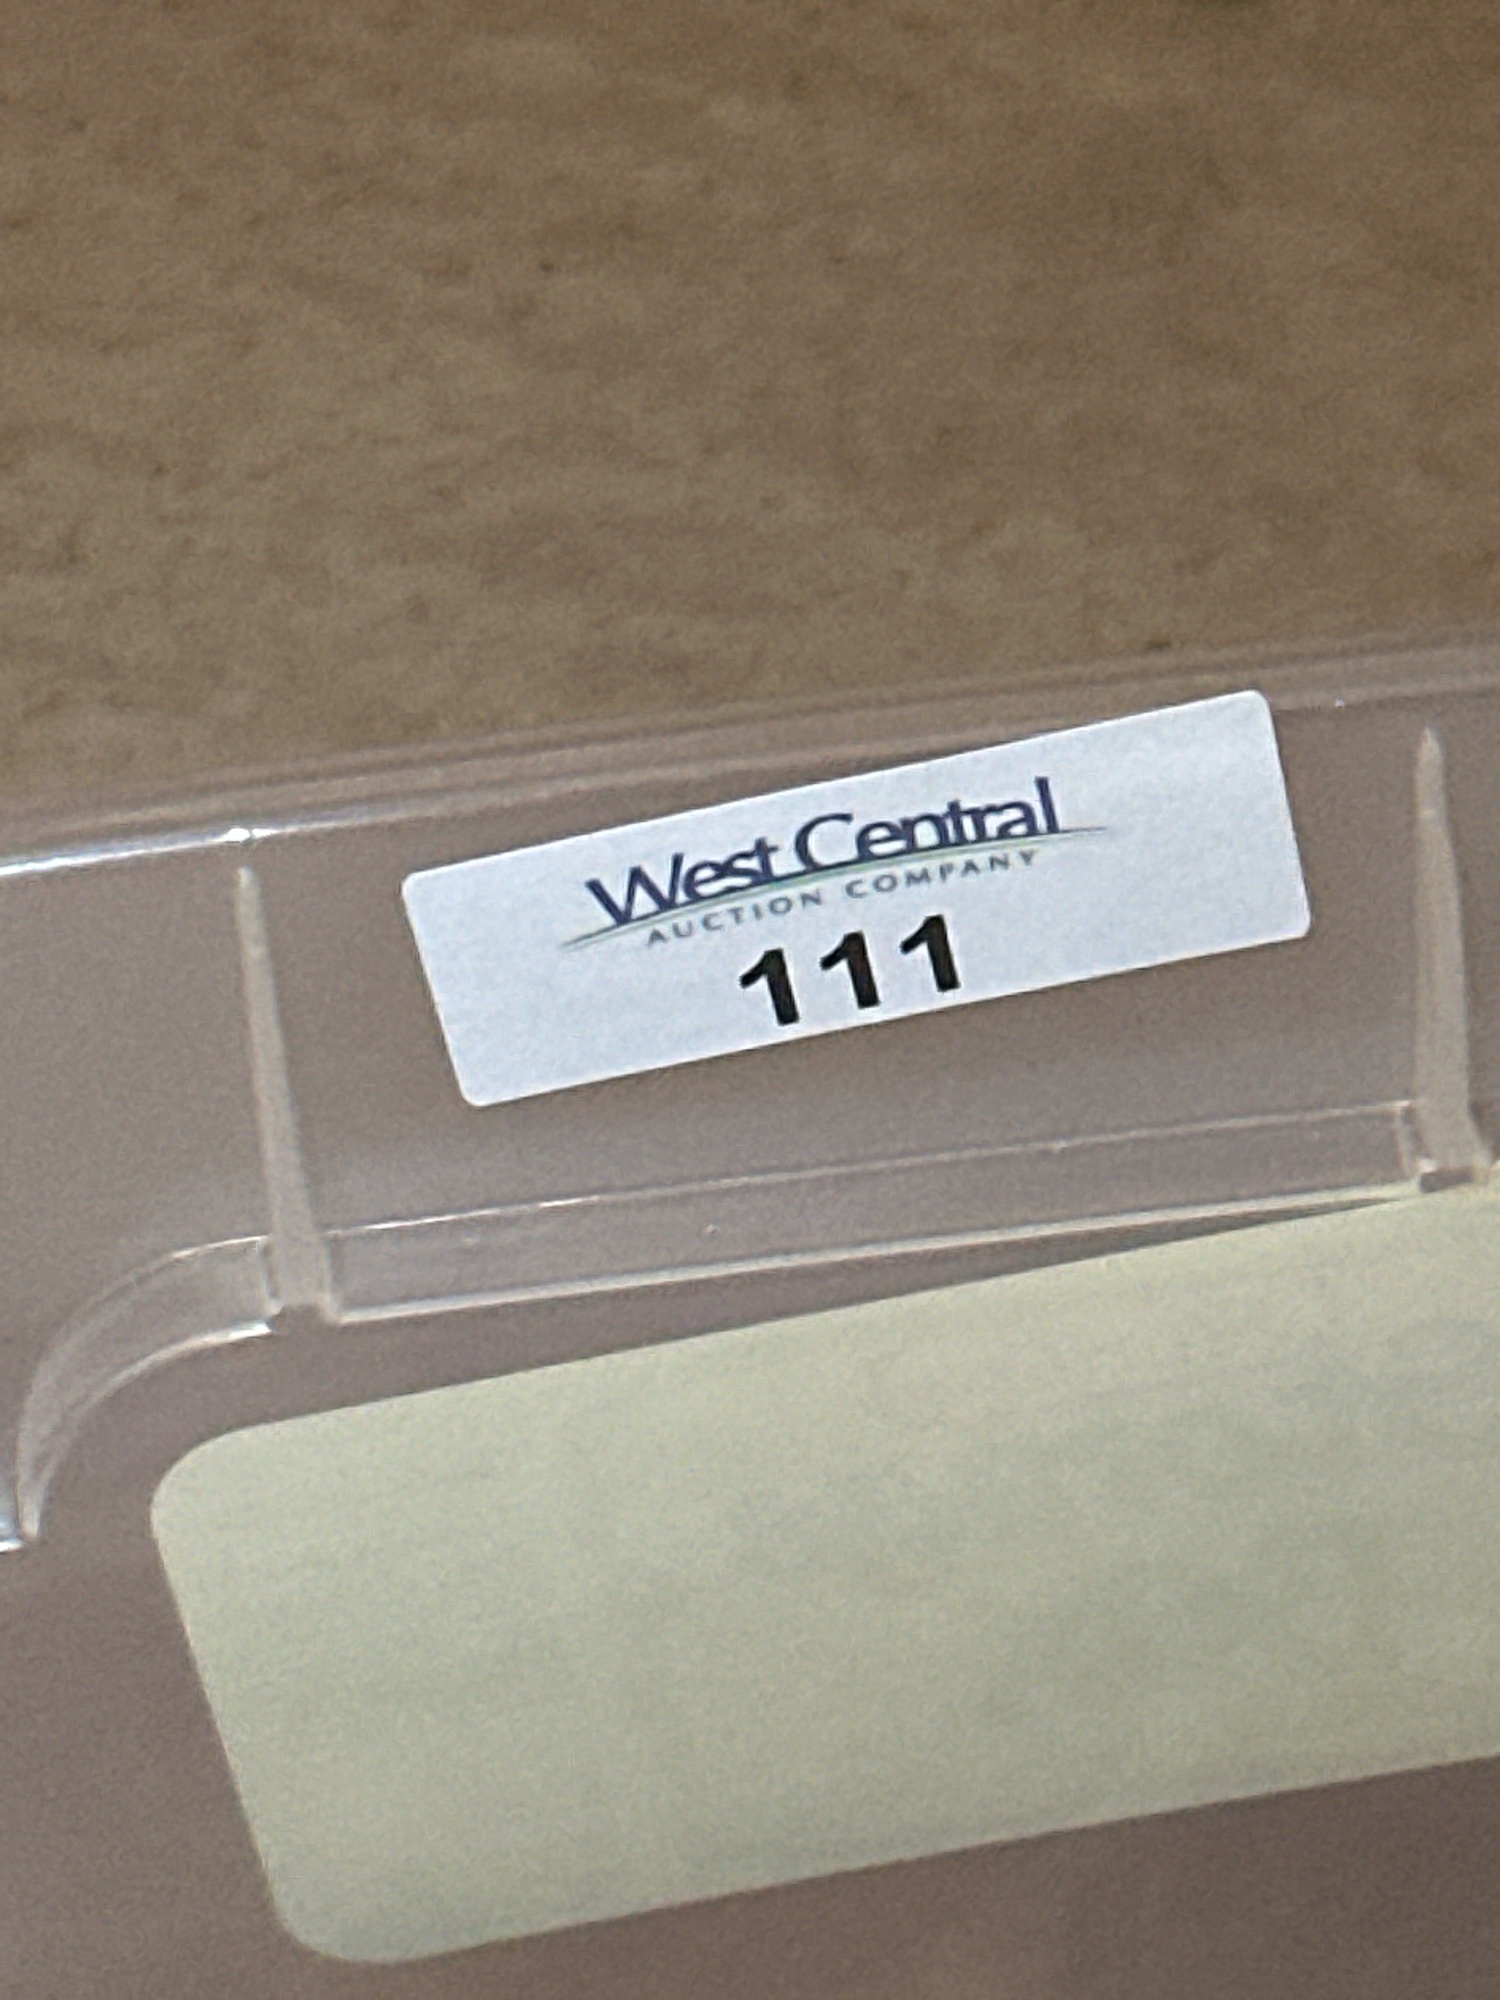 West Central
AUCTION COMPANY
111